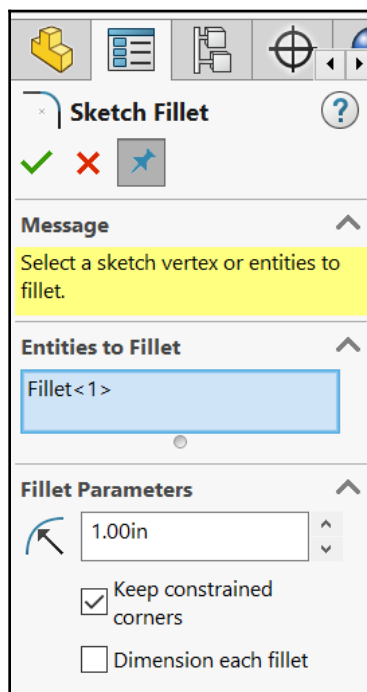 Sketch Fillet
?
Message
Select a sketch vertex or entities to
fillet.
Entities to Fillet
Fillet<1>
Fillet Parameters
1.00in
Keep constrained
corners
Dimension each fillet